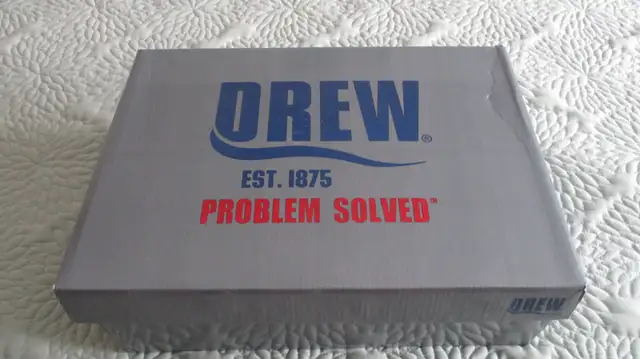 DREW®
EST. 1875
PROBLEM SOLVED™
DREW